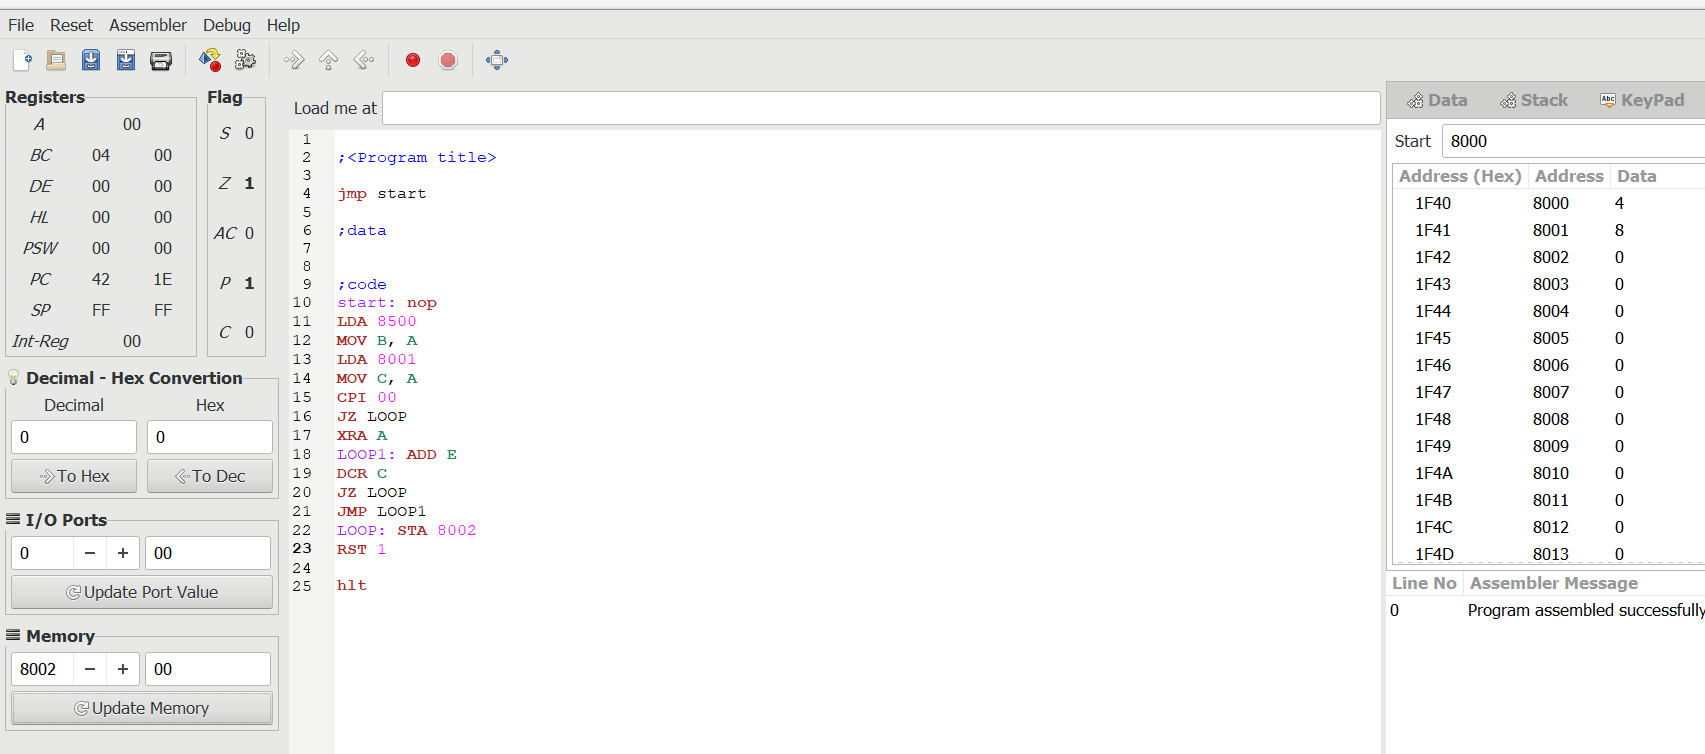 File Reset Assembler Debug Help
Registers
A 00
BC 04 00
DE 00 00
HL 00 00
PSW 00 00
PC 42 1E
SP FF FF
Int-Reg 00
Flag
S 0
Z 1
AC 0
P 1
C 0
Decimal - Hex Convertion
Decimal Hex
0 0
To Hex To Dec
I/O Ports
0 − + 00
Update Port Value
Memory
8002 − + 00
Update Memory
Load me at
1
2 ;<Program title>
3
4 jmp start
5
6 ;data
7
8
9 ;code
10 start: nop
11 LDA 8500
12 MOV B, A
13 LDA 8001
14 MOV C, A
15 CPI 00
16 JZ LOOP
17 XRA A
18 LOOP1: ADD E
19 DCR C
20 JZ LOOP
21 JMP LOOP1
22 LOOP: STA 8002
23 RST 1
24
25 hlt
Data Stack Abc KeyPad
Start 8000
Address (Hex) Address Data
1F40 8000 4
1F41 8001 8
1F42 8002 0
1F43 8003 0
1F44 8004 0
1F45 8005 0
1F46 8006 0
1F47 8007 0
1F48 8008 0
1F49 8009 0
1F4A 8010 0
1F4B 8011 0
1F4C 8012 0
1F4D 8013 0
Line No Assembler Message
0 Program assembled successfully